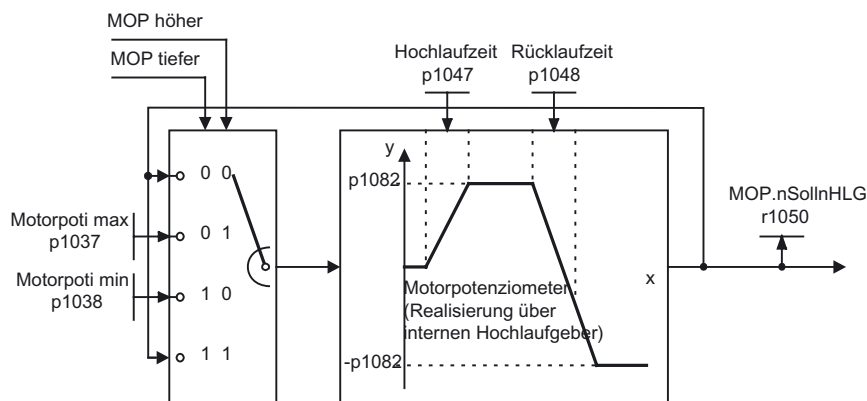 MOP höher
MOP tiefer
Hochlaufzeit
p1047
Rücklaufzeit
p1048
0 0
0 1
1 0
1 1
Motorpoti max
p1037
Motorpoti min
p1038
y
p1082
-p1082
x
Motorpotenziometer
(Realisierung über
internen Hochlaufgeber)
MOP.nSollnHLG
r1050